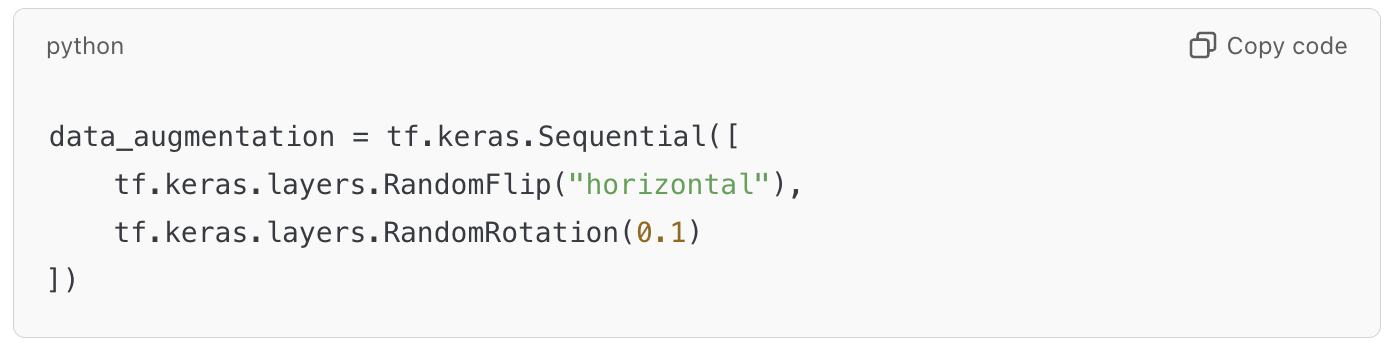 python
Copy code
data_augmentation = tf.keras.Sequential([
    tf.keras.layers.RandomFlip("horizontal"),
    tf.keras.layers.RandomRotation(0.1)
])